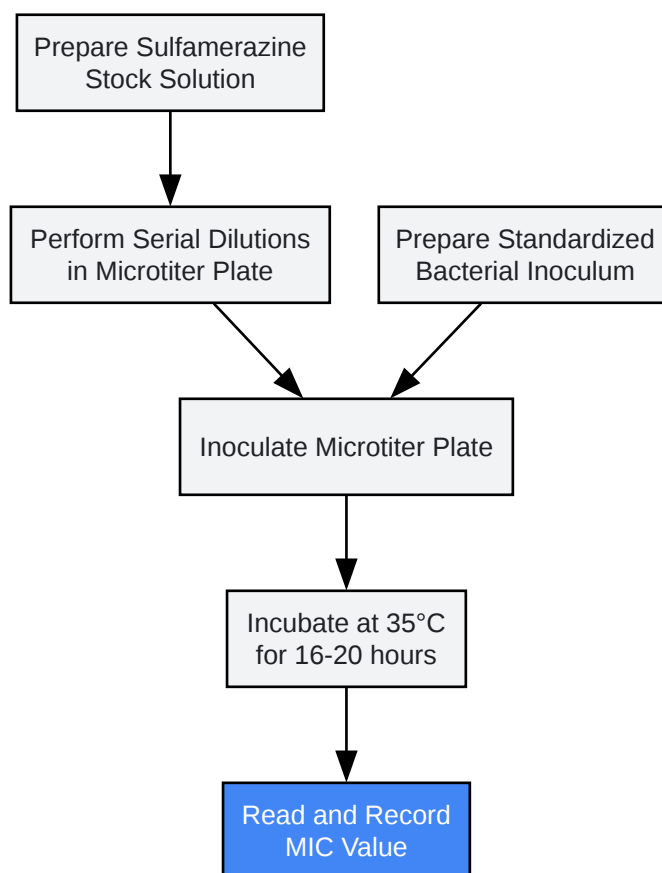 Prepare Sulfamerazine
Stock Solution
Perform Serial Dilutions
in Microtiter Plate
Prepare Standardized
Bacterial Inoculum
Inoculate Microtiter Plate
Incubate at 35°C
for 16-20 hours
Read and Record
MIC Value